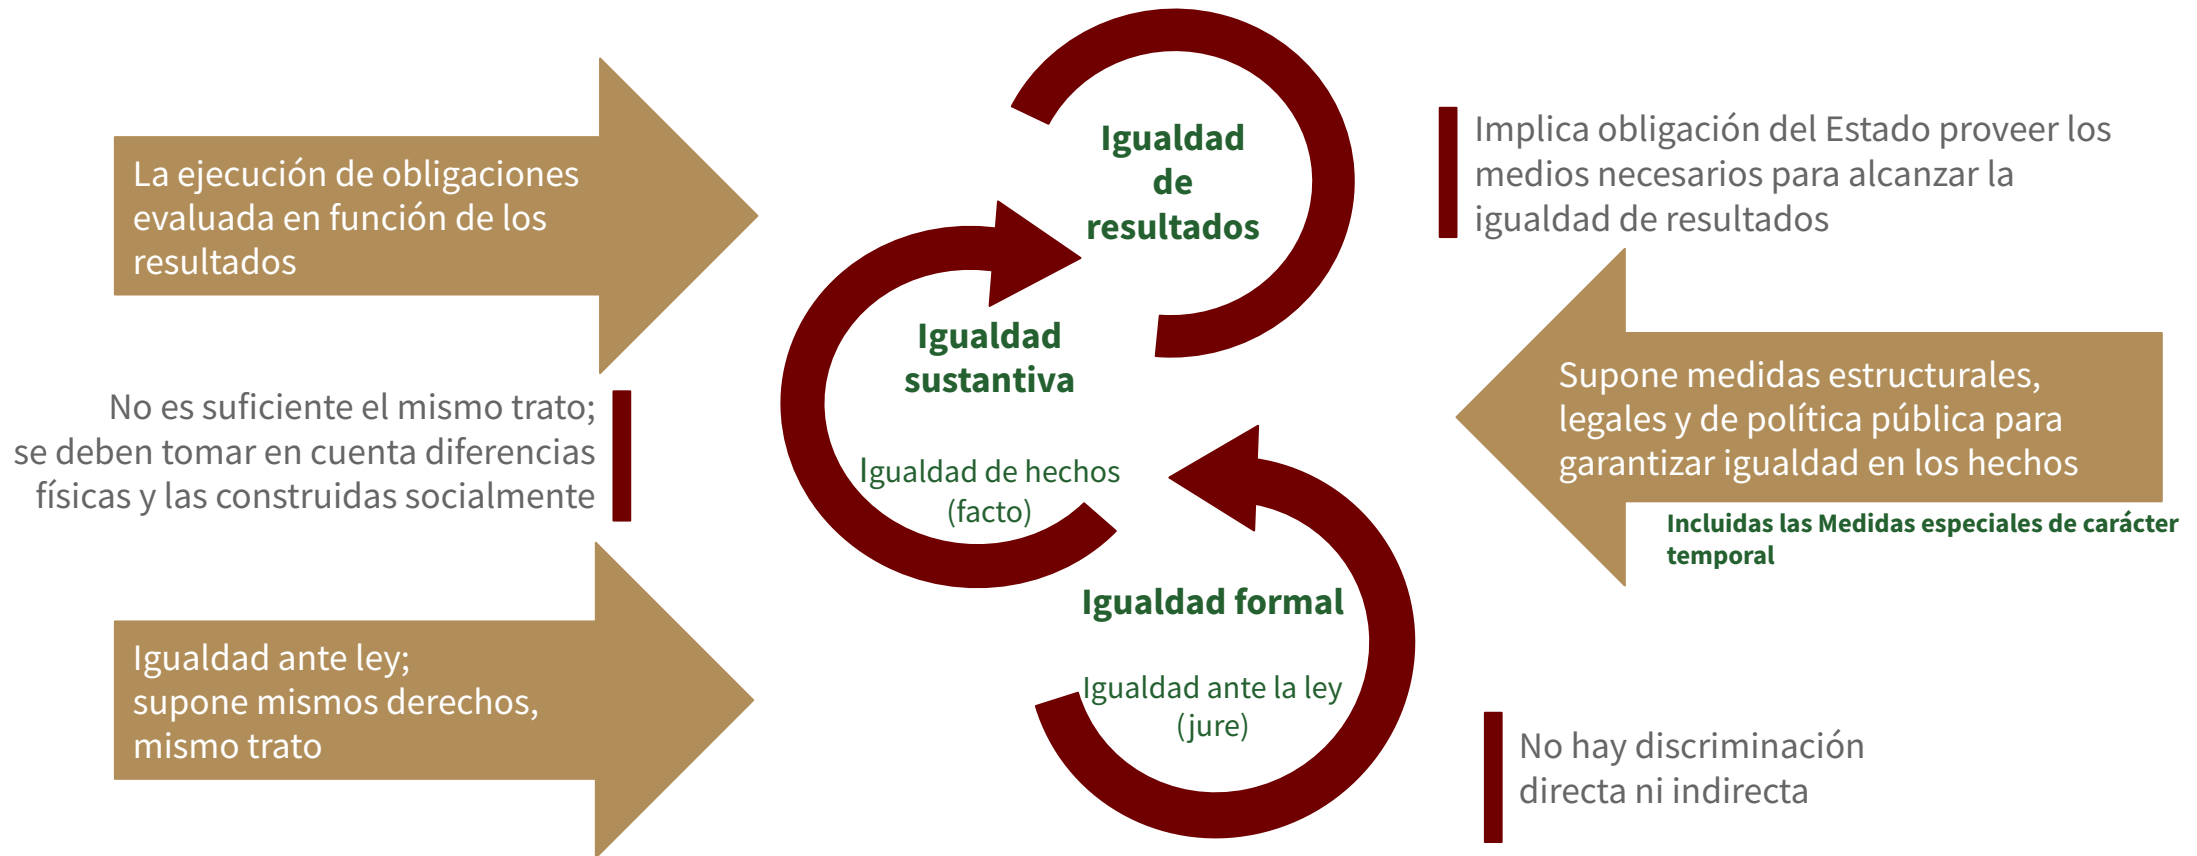 La ejecución de obligaciones
evaluada en función de los
resultados
Igualdad
de
resultados
Implica obligación del Estado proveer los
medios necesarios para alcanzar la
igualdad de resultados
No es suficiente el mismo trato;
se deben tomar en cuenta diferencias
físicas y las construidas socialmente
Igualdad
sustantiva
Igualdad de hechos
(facto)
Supone medidas estructurales,
legales y de política pública para
garantizar igualdad en los hechos
Incluidas las Medidas especiales de carácter
temporal
Igualdad ante ley;
supone mismos derechos,
mismo trato
Igualdad formal
Igualdad ante la ley
(jure)
No hay discriminación
directa ni indirecta